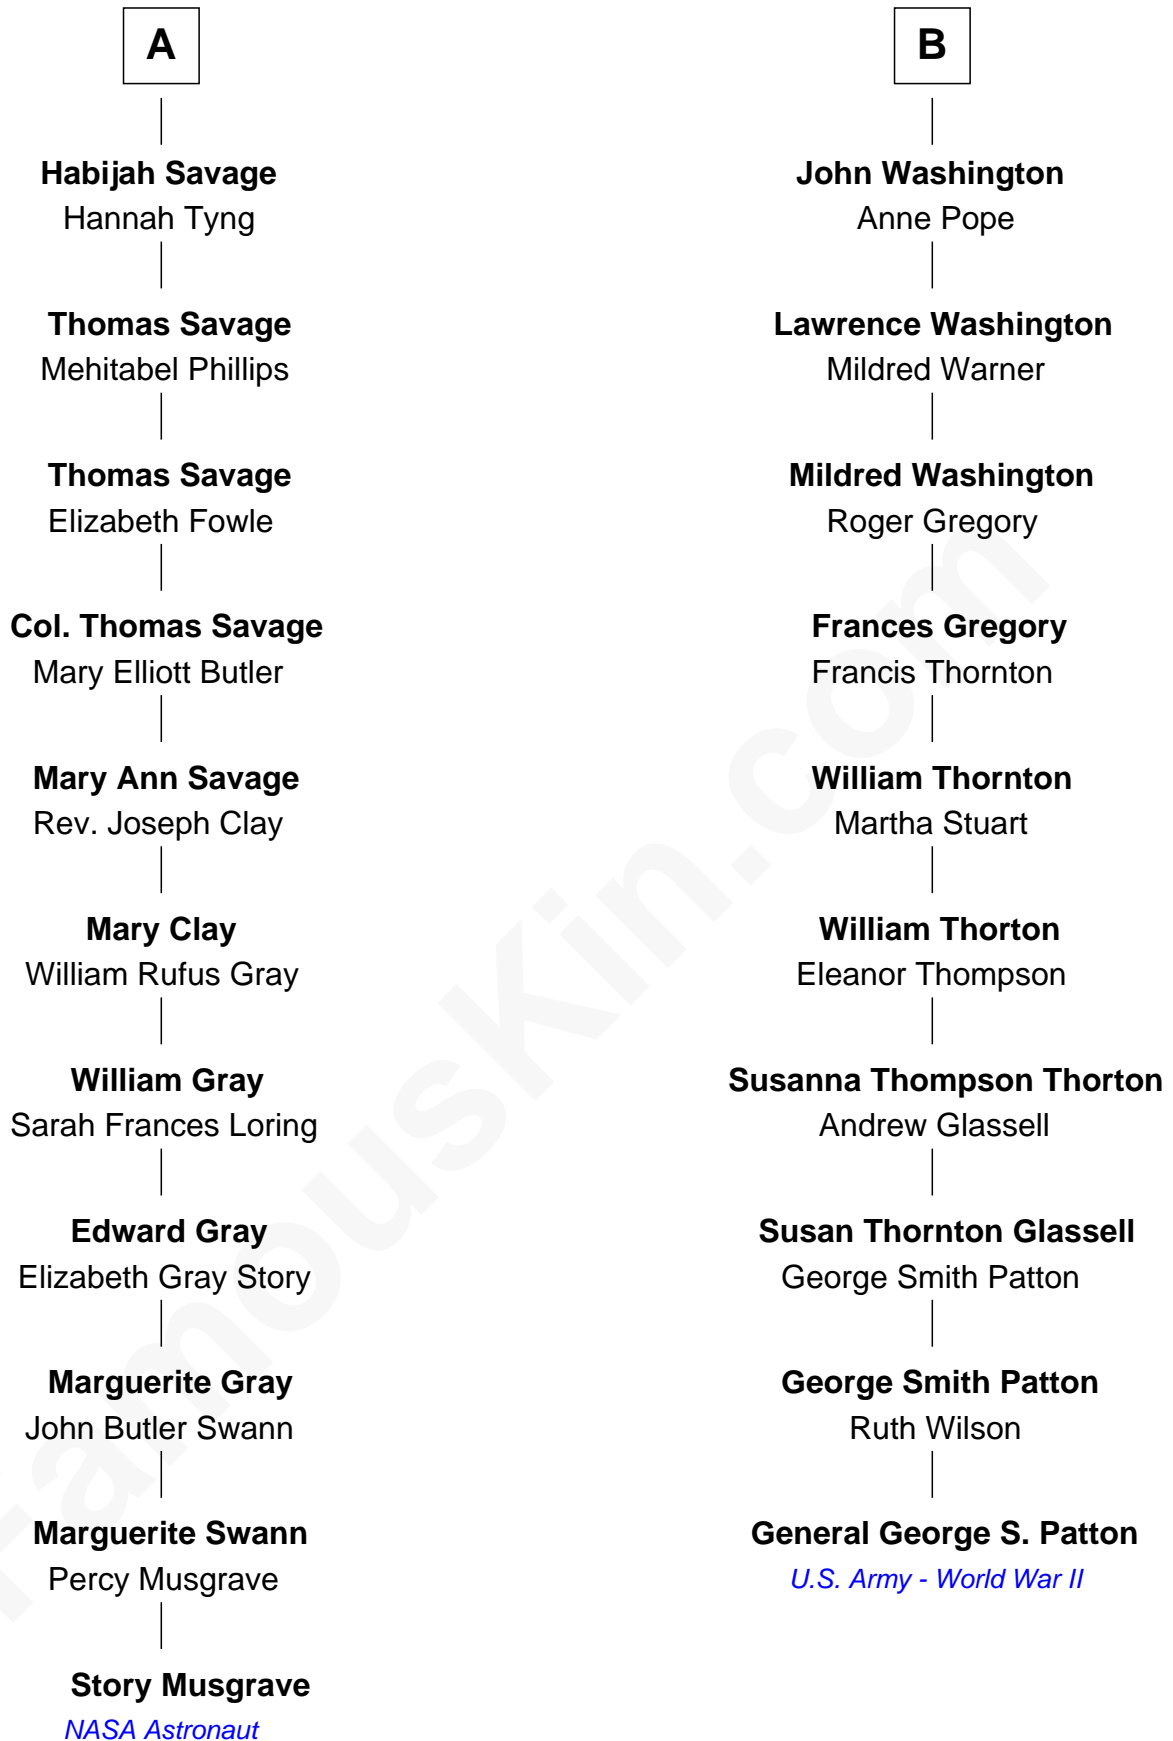 A
Habijah Savage
Hannah Tyng
Thomas Savage
Mehitabel Phillips
Thomas Savage
Elizabeth Fowle
Col. Thomas Savage
Mary Elliott Butler
Mary Ann Savage
Rev. Joseph Clay
Mary Clay
William Rufus Gray
William Gray
Sarah Frances Loring
Edward Gray
Elizabeth Gray Story
Marguerite Gray
John Butler Swann
Marguerite Swann
Percy Musgrave
Story Musgrave
NASA Astronaut
B
John Washington
Anne Pope
Lawrence Washington
Mildred Warner
Mildred Washington
Roger Gregory
Frances Gregory
Francis Thornton
William Thornton
Martha Stuart
William Thorton
Eleanor Thompson
Susanna Thompson Thorton
Andrew Glassell
Susan Thornton Glassell
George Smith Patton
George Smith Patton
Ruth Wilson
General George S. Patton
U.S. Army - World War II
FamousKin.com